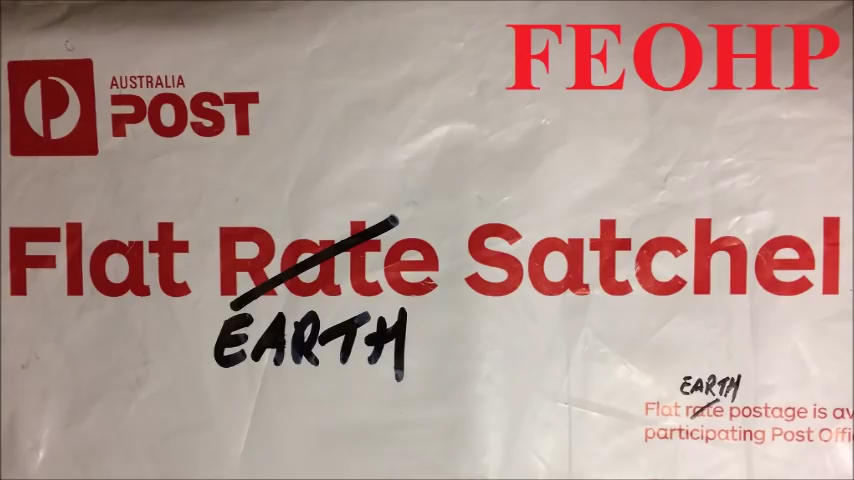 FEOHP
AUSTRALIA
POST
Flat Rate Satchel
EARTH
EARTH
Flat rate postage is av
participating Post Offi